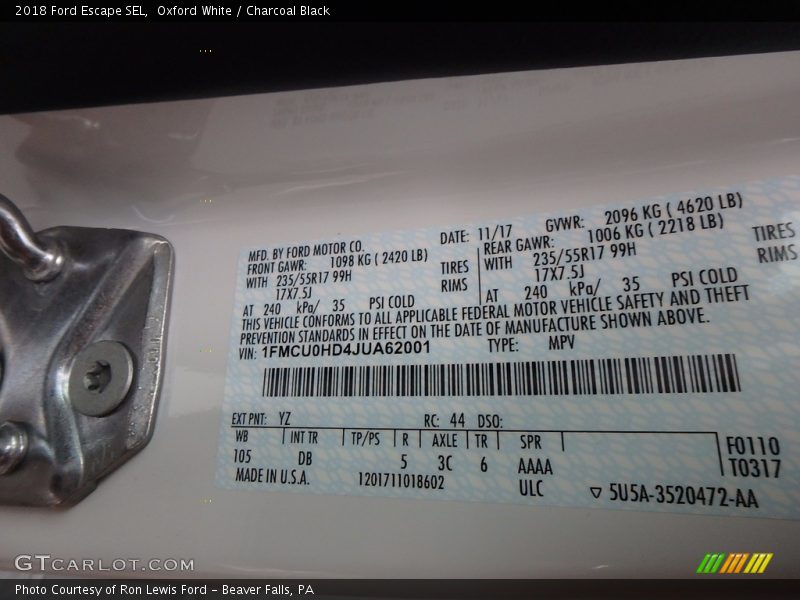 2018 Ford Escape SEL,  Oxford White / Charcoal Black
MFD. BY FORD MOTOR CO.
DATE: 11/17
GVWR: 2096 KG ( 4620 LB)
FRONT GAWR: 1098 KG ( 2420 LB)
REAR GAWR: 1006 KG ( 2218 LB)
WITH 235/55R17 99H TIRES
WITH 235/55R17 99H TIRES
17X7.5J RIMS
17X7.5J RIMS
AT 240 kPa/ 35 PSI COLD
AT 240 kPa/ 35 PSI COLD
THIS VEHICLE CONFORMS TO ALL APPLICABLE FEDERAL MOTOR VEHICLE SAFETY AND THEFT
PREVENTION STANDARDS IN EFFECT ON THE DATE OF MANUFACTURE SHOWN ABOVE.
VIN: 1FMCU0HD4JUA62001
TYPE: MPV
EXT PNT: YZ RC: 44 DSO:
WB INT TR TP/PS R AXLE TR SPR
105 DB 5 3C 6 AAAA
F0110
T0317
MADE IN U.S.A. 1201711018602 ULC
▽ 5U5A-3520472-AA
GTCARLOT.COM
Photo Courtesy of Ron Lewis Ford – Beaver Falls, PA